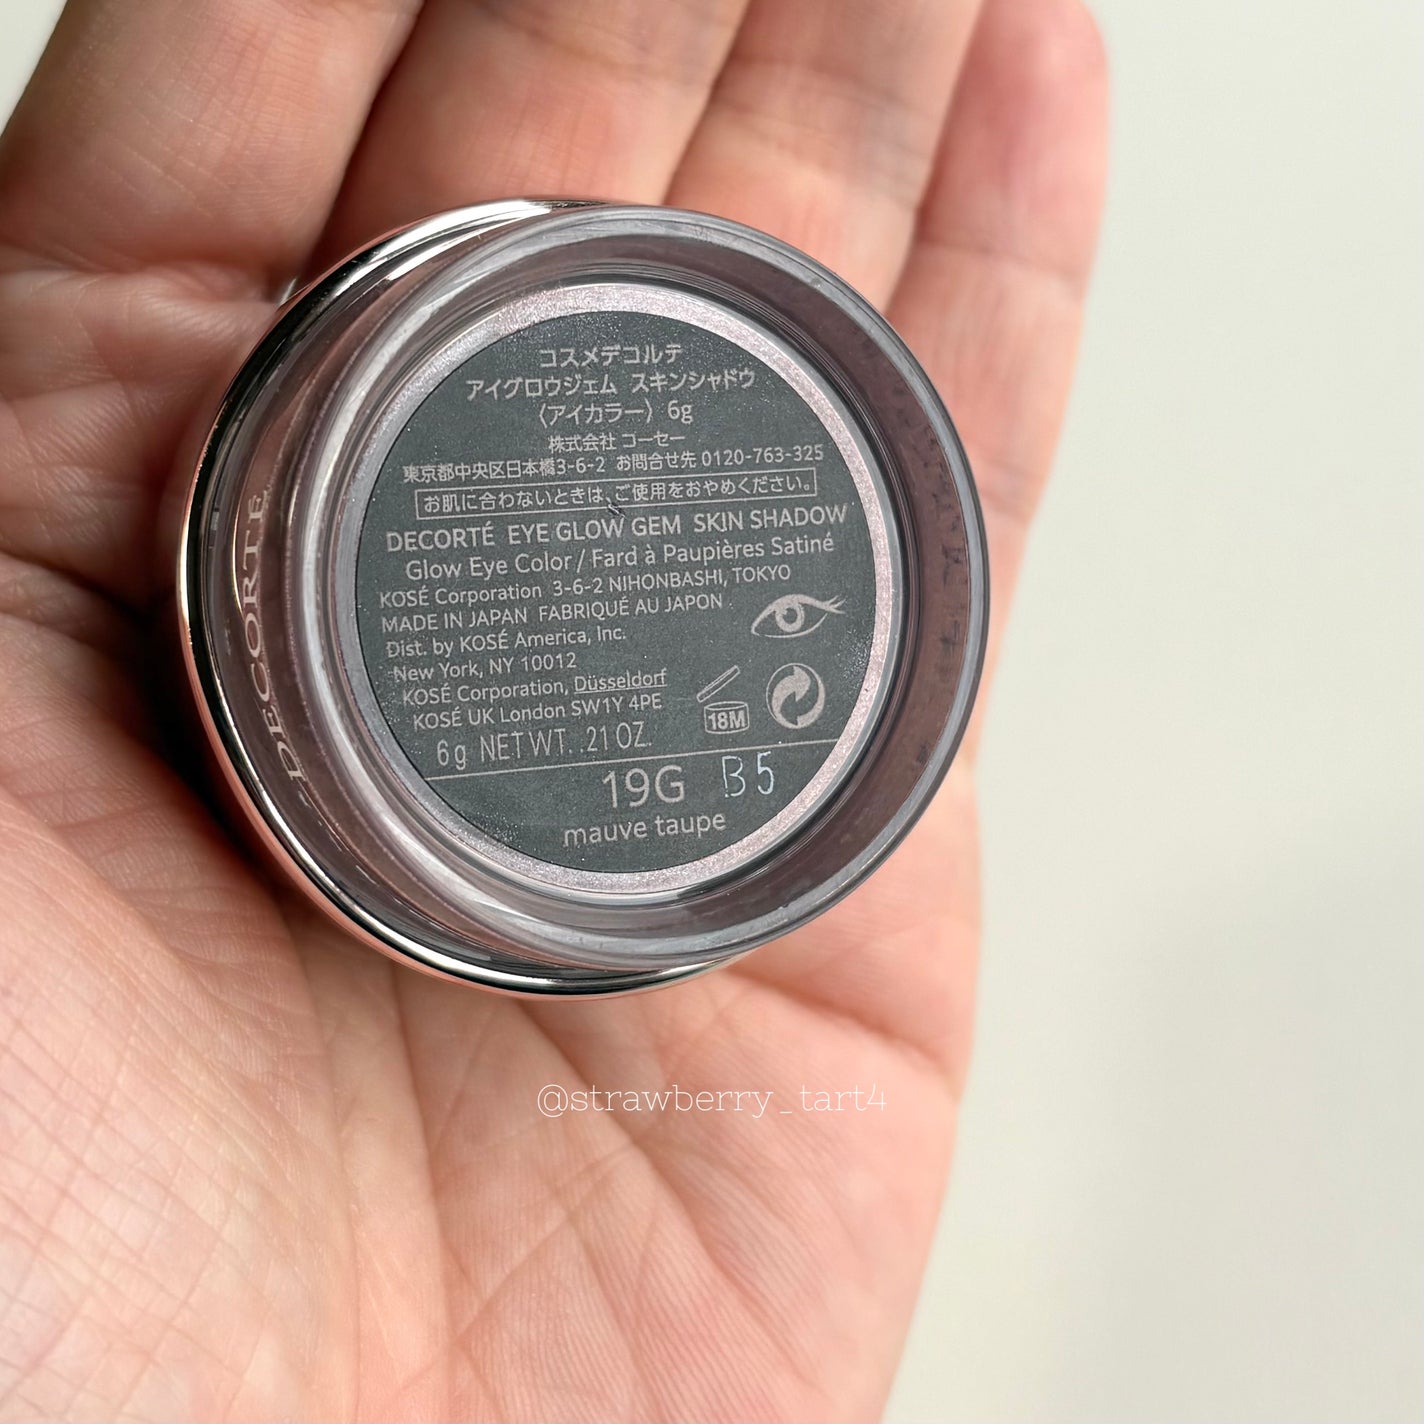 コスメデコルテ
アイグロウジェム スキンシャドウ
〈アイカラー〉 6g
株式会社 コーセー
東京都中央区日本橋3-6-2 お問合せ先 0120-763-325
お肌に合わないときは、ご使用をおやめください。
DECORTÉ EYE GLOW GEM SKIN SHADOW
Glow Eye Color / Fard à Paupières Satiné
KOSÉ Corporation 3-6-2 NIHONBASHI, TOKYO
MADE IN JAPAN FABRIQUÉ AU JAPON
Dist. by KOSÉ America, Inc.
New York, NY 10012
KOSÉ Corporation, Düsseldorf
KOSÉ UK London SW1Y 4PE
18M
6g NET WT. .21 OZ.
19G B5
mauve taupe
DECORTE
@strawberry_tart4